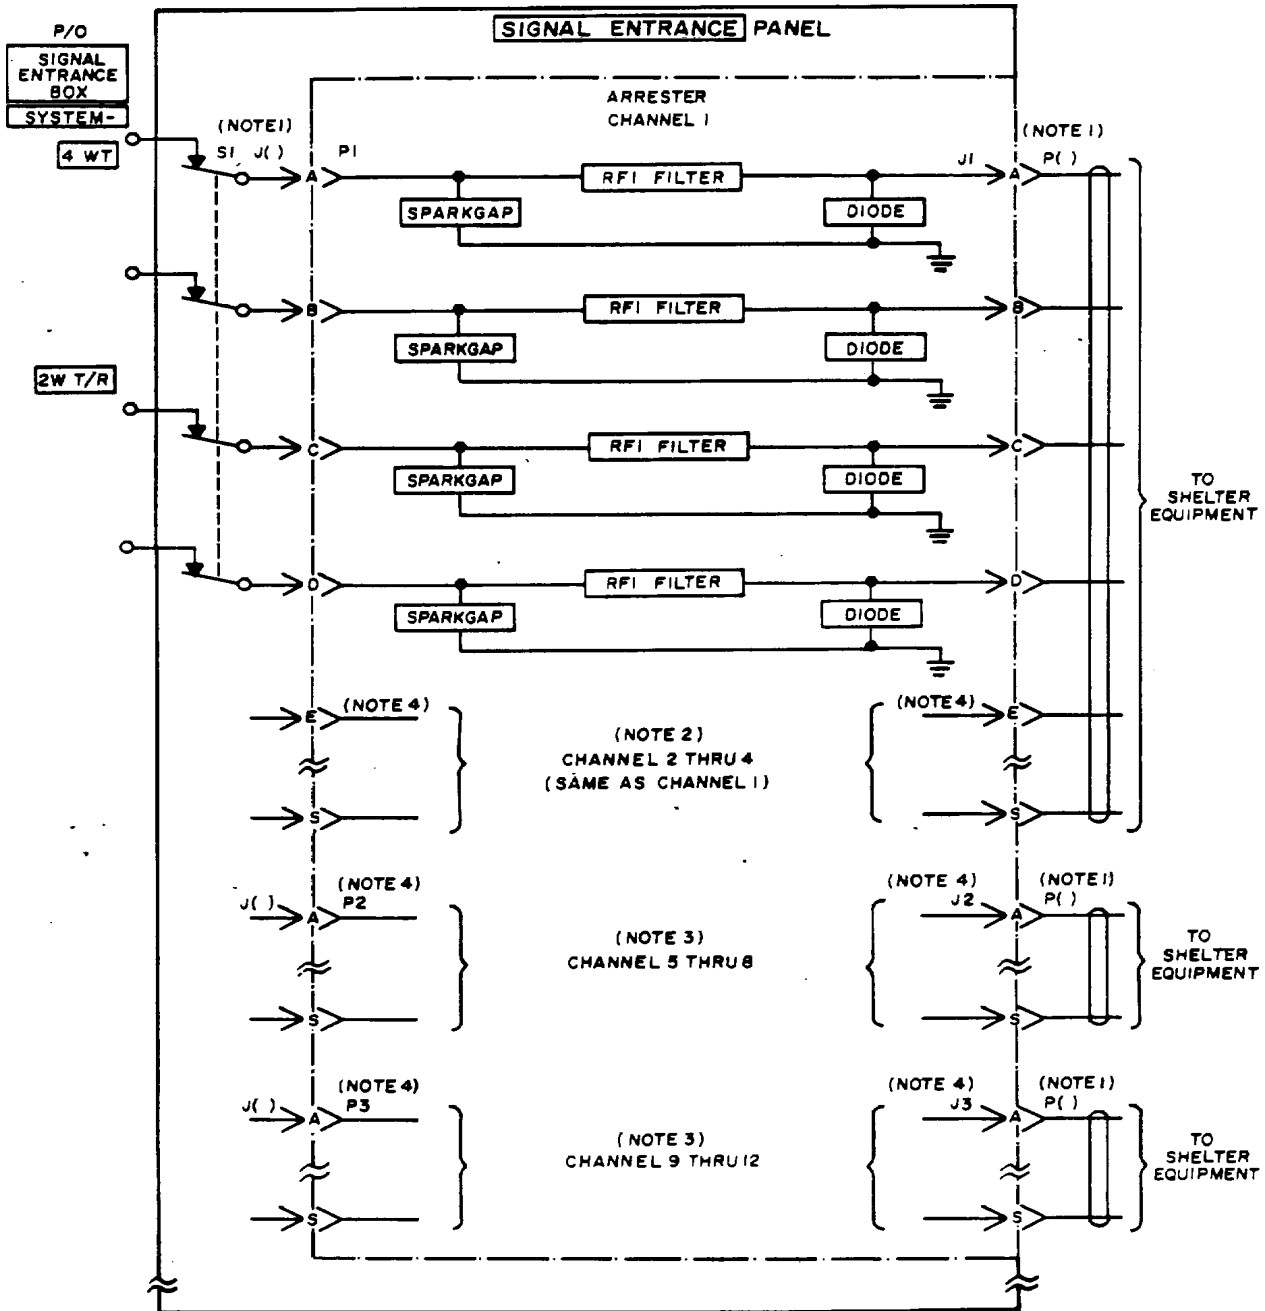 SIGNAL ENTRANCE PANEL
P/O
SIGNAL
ENTRANCE
BOX
SYSTEM-
4 WT
2W T/R
ARRESTER
CHANNEL 1
(NOTE 1)
S1 J( ) P1
J1 (NOTE 1)
P( )
A RFI FILTER A
SPARKGAP DIODE
B RFI FILTER B
SPARKGAP DIODE
C RFI FILTER C
SPARKGAP DIODE
D RFI FILTER D
SPARKGAP DIODE
TO
SHELTER
EQUIPMENT
E (NOTE 4) (NOTE 4) E
(NOTE 2)
CHANNEL 2 THRU 4
(SAME AS CHANNEL 1)
S S
(NOTE 4) (NOTE 4) (NOTE 1)
J( ) P2 J2 P( )
A A
(NOTE 3)
CHANNEL 5 THRU 8
TO
SHELTER
EQUIPMENT
S S
(NOTE 4) (NOTE 4) (NOTE 1)
J( ) P3 J3 P( )
A A
(NOTE 3)
CHANNEL 9 THRU 12
TO
SHELTER
EQUIPMENT
S S